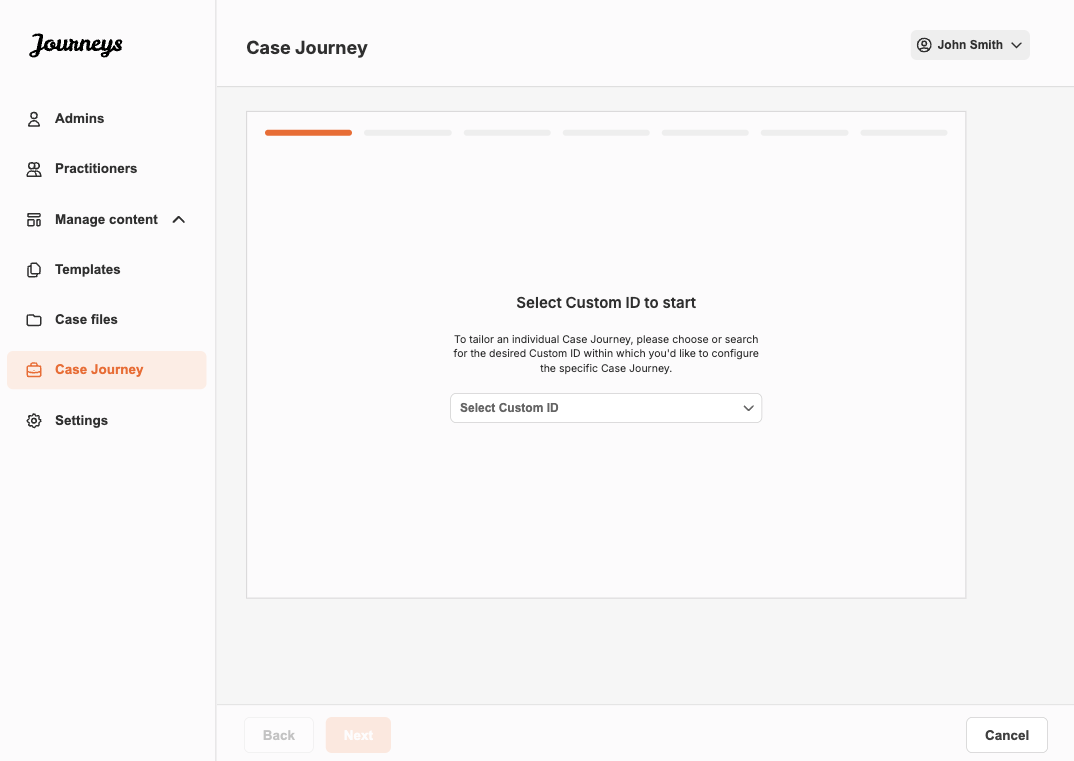 Journeys
Admins
Practitioners
Manage content
Templates
Case files
Case Journey
Settings
Case Journey
John Smith
Select Custom ID to start
To tailor an individual Case Journey, please choose or search
for the desired Custom ID within which you'd like to configure
the specific Case Journey.
Select Custom ID
Back
Next
Cancel